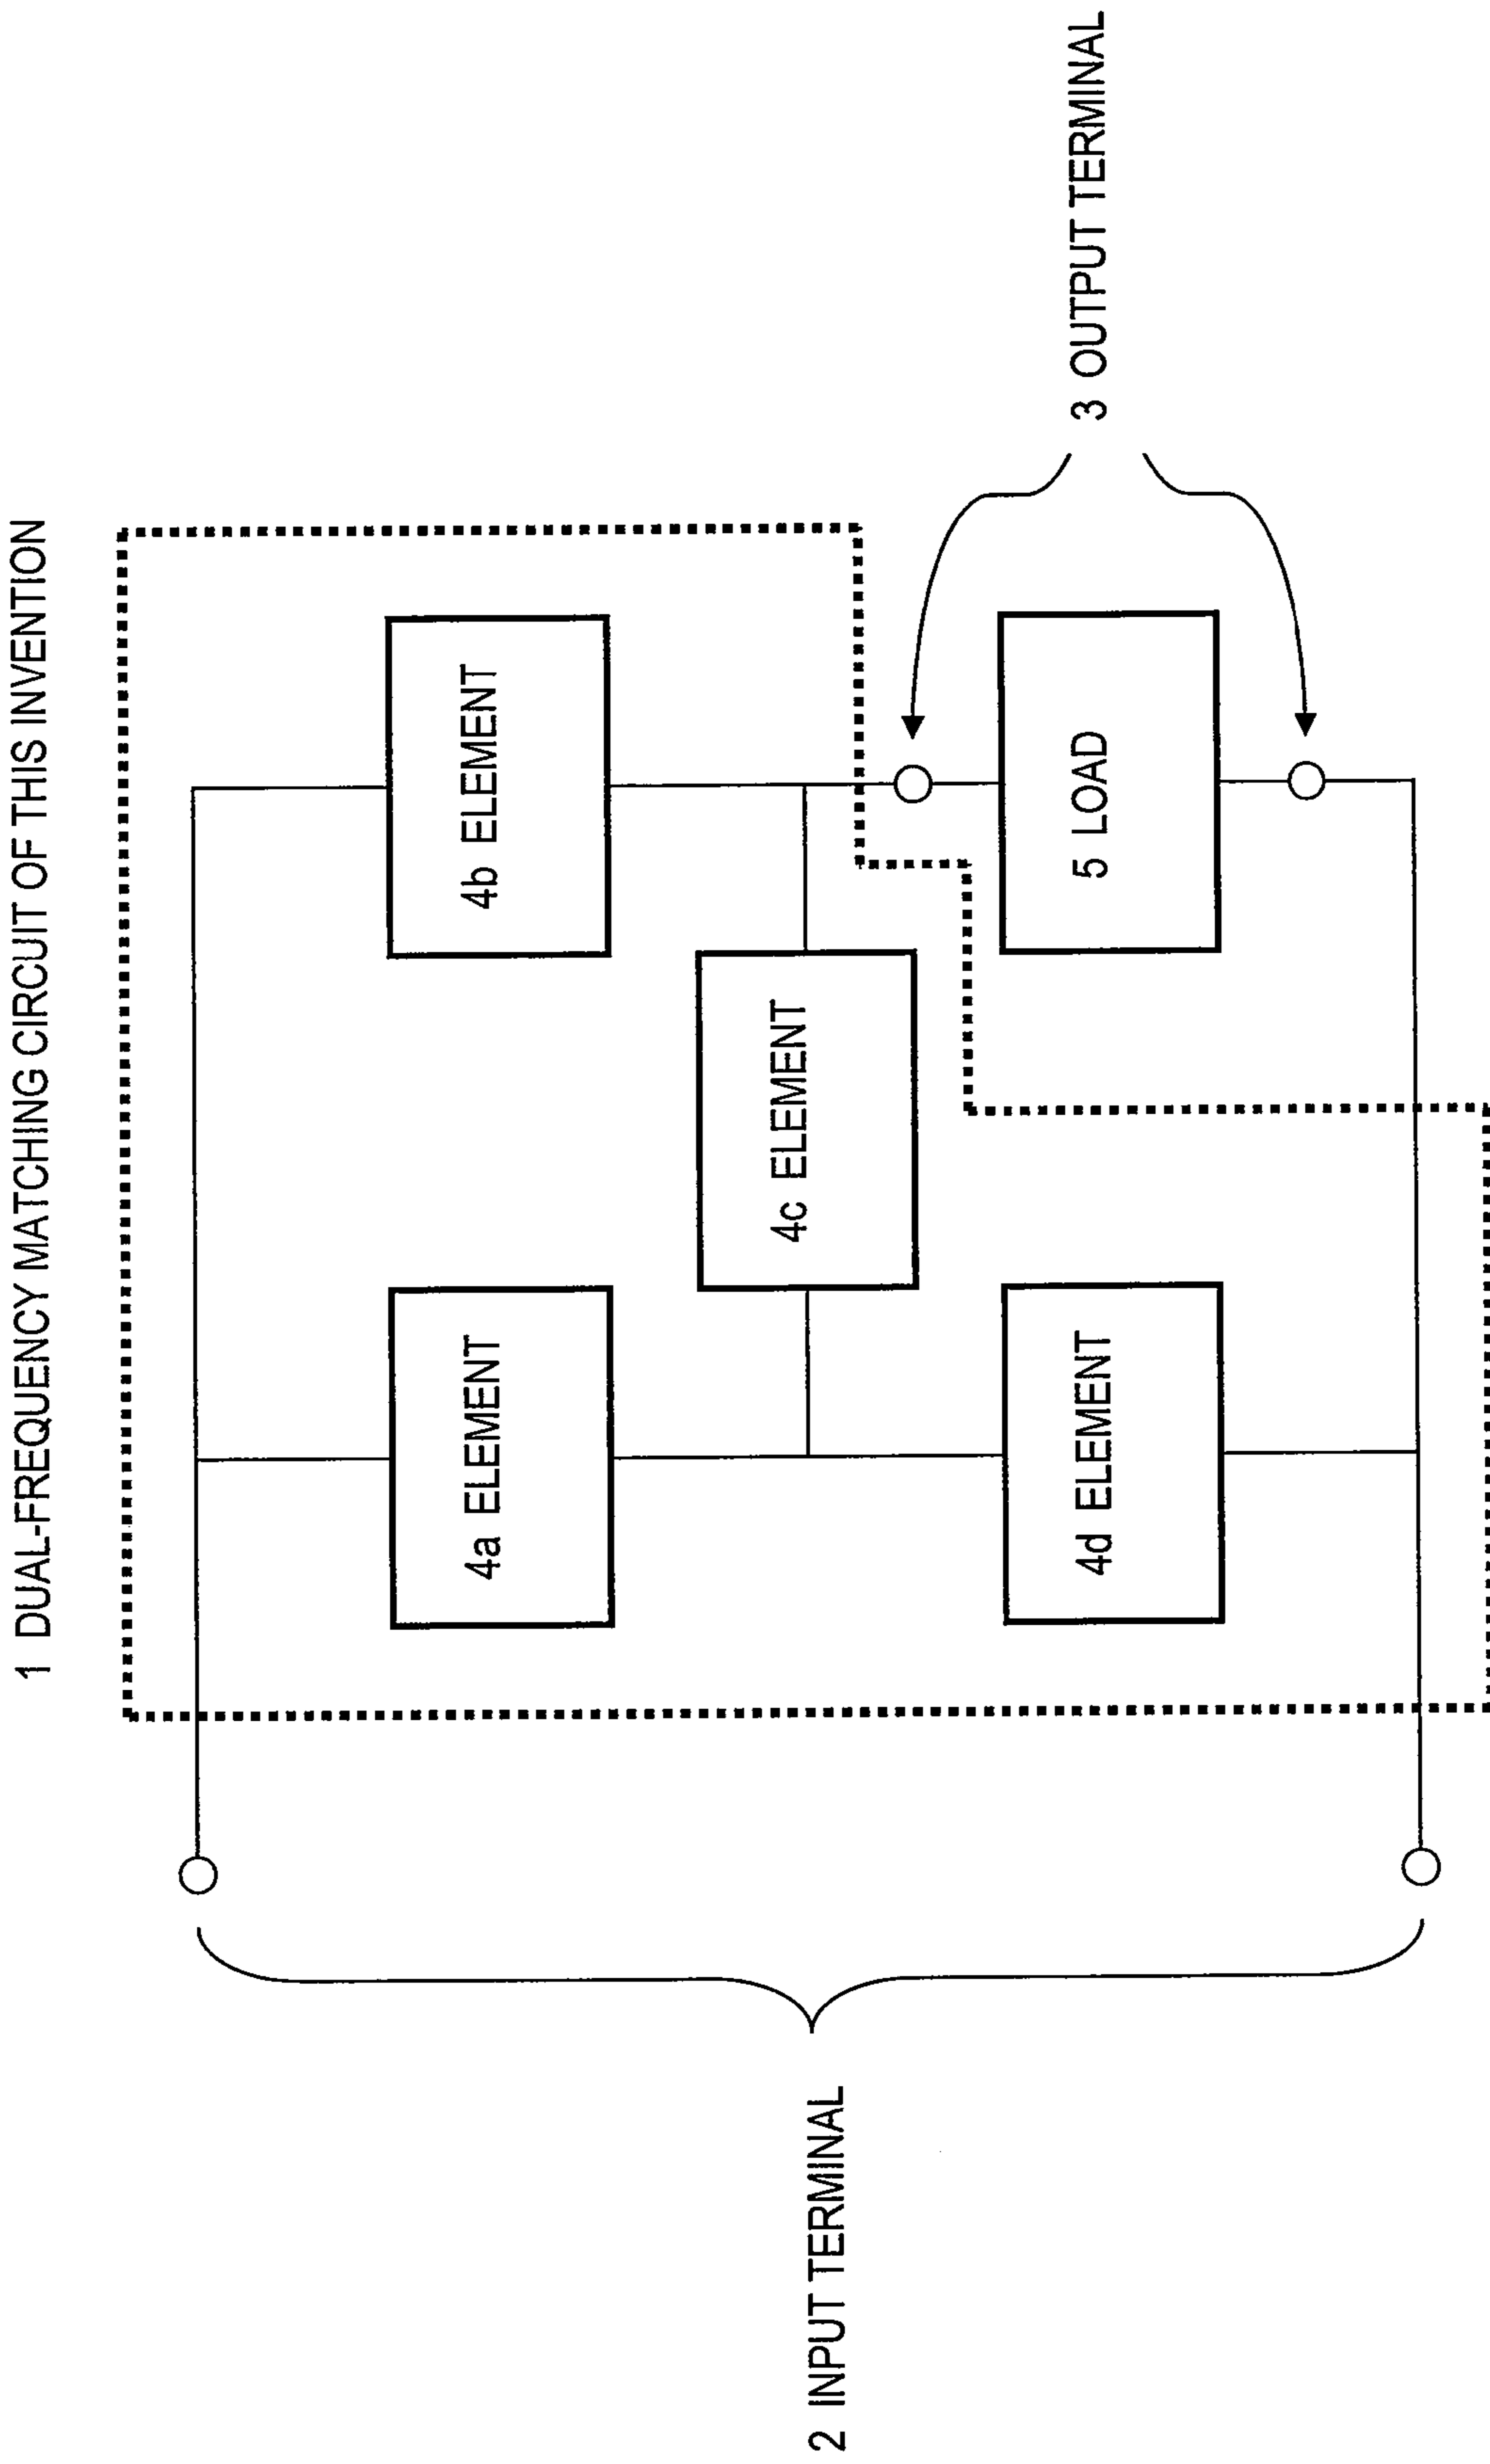 1 DUAL-FREQUENCY MATCHING CIRCUIT OF THIS INVENTION
4a ELEMENT
4b ELEMENT
4c ELEMENT
4d ELEMENT
5 LOAD
2 INPUT TERMINAL
3 OUTPUT TERMINAL